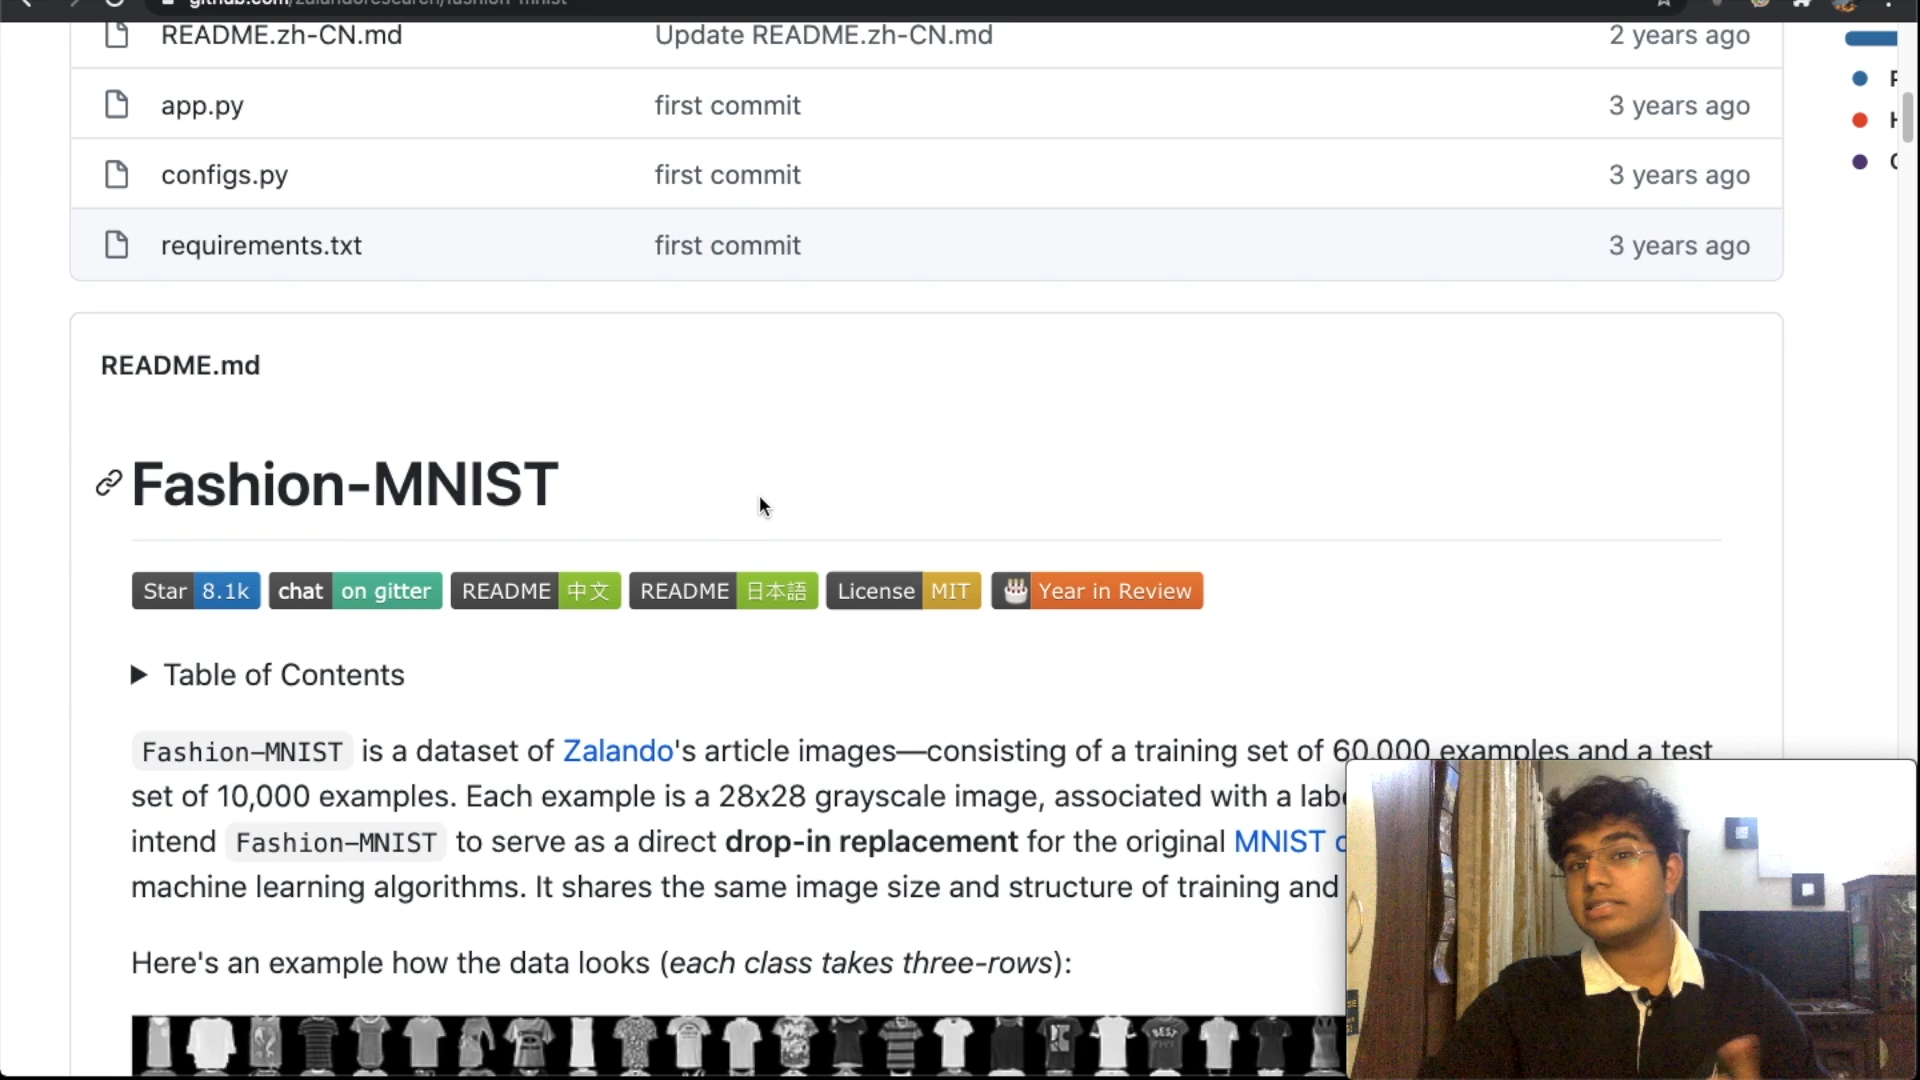 github.com/zalandoresearch/fashion-mnist
README.zh-CN.md Update README.zh-CN.md 2 years ago
app.py first commit 3 years ago
configs.py first commit 3 years ago
requirements.txt first commit 3 years ago
README.md
Fashion-MNIST
Star 8.1k chat on gitter README 中文 README 日本語 License MIT Year in Review
Table of Contents
Fashion-MNIST is a dataset of Zalando's article images—consisting of a training set of 60,000 examples and a test
set of 10,000 examples. Each example is a 28x28 grayscale image, associated with a
intend Fashion-MNIST to serve as a direct drop-in replacement for the original MNIST
machine learning algorithms. It shares the same image size and structure of training and
Here's an example how the data looks (each class takes three-rows):